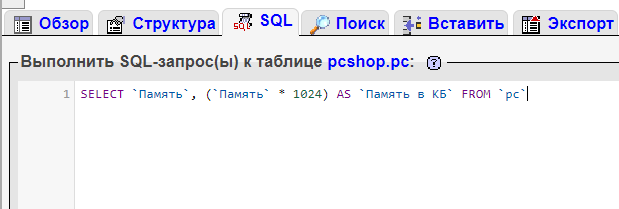 Обзор Структура SQL Поиск Вставить Экспорт
Выполнить SQL-запрос(ы) к таблице pcshop.pc:
1 SELECT `Память`, (`Память` * 1024) AS `Память в КБ` FROM `pc`